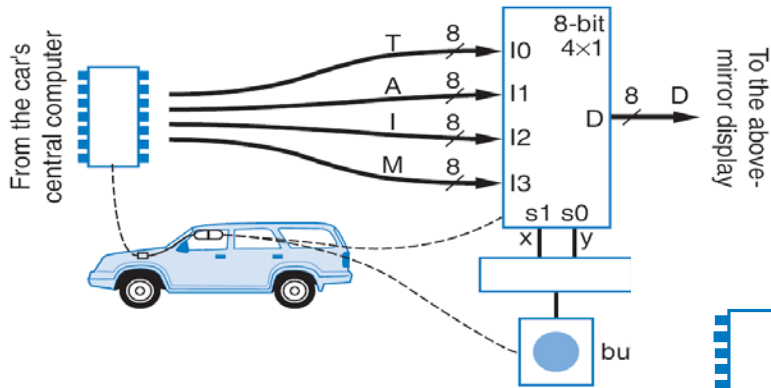 From the car's
central computer
T 8
A 8
I 8
M 8
I0
I1
I2
I3
8-bit
4×1
D
8 D
s1 s0
x y
To the above-
mirror display